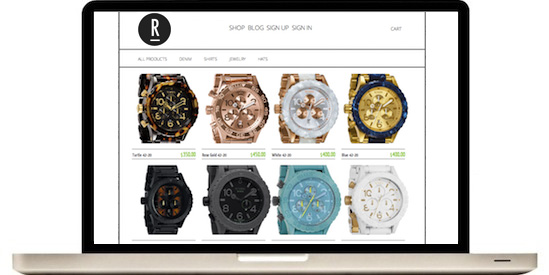 R
SHOP BLOG SIGN UP SIGN IN
CART
ALL PRODUCTS DENIM SHIRTS JEWELRY HATS
Turtle 42-20 $350.00 Rose Gold 42-20 $450.00 White 42-20 $400.00 Blue 42-20 $400.00